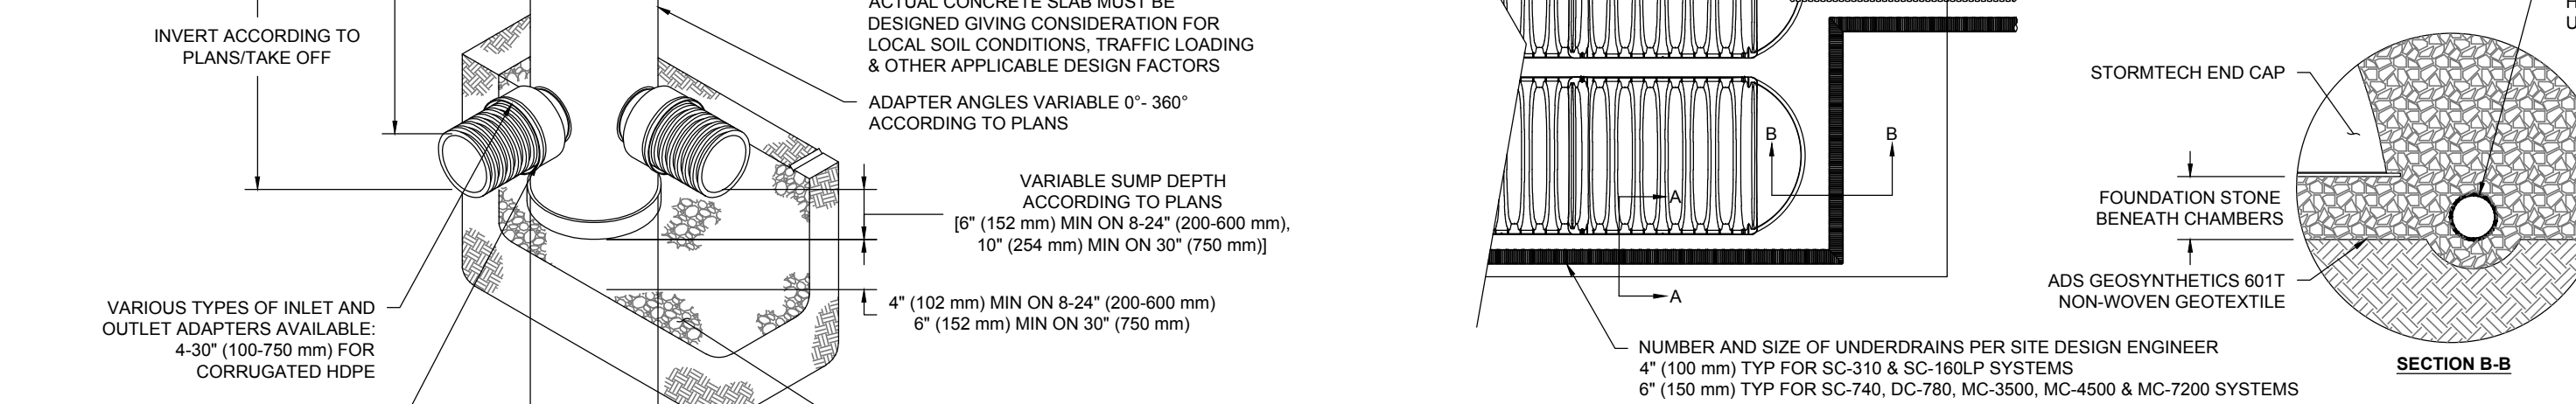 INVERT ACCORDING TO
PLANS/TAKE OFF
VARIOUS TYPES OF INLET AND
OUTLET ADAPTERS AVAILABLE:
4-30" (100-750 mm) FOR
CORRUGATED HDPE
ACTUAL CONCRETE SLAB MUST BE
DESIGNED GIVING CONSIDERATION FOR
LOCAL SOIL CONDITIONS, TRAFFIC LOADING
& OTHER APPLICABLE DESIGN FACTORS
ADAPTER ANGLES VARIABLE 0°- 360°
ACCORDING TO PLANS
VARIABLE SUMP DEPTH
ACCORDING TO PLANS
[6" (152 mm) MIN ON 8-24" (200-600 mm),
10" (254 mm) MIN ON 30" (750 mm)]
4" (102 mm) MIN ON 8-24" (200-600 mm)
6" (152 mm) MIN ON 30" (750 mm)
B
B
A
A
NUMBER AND SIZE OF UNDERDRAINS PER SITE DESIGN ENGINEER
4" (100 mm) TYP FOR SC-310 & SC-160LP SYSTEMS
6" (150 mm) TYP FOR SC-740, DC-780, MC-3500, MC-4500 & MC-7200 SYSTEMS
STORMTECH END CAP
FOUNDATION STONE
BENEATH CHAMBERS
ADS GEOSYNTHETICS 601T
NON-WOVEN GEOTEXTILE
SECTION B-B